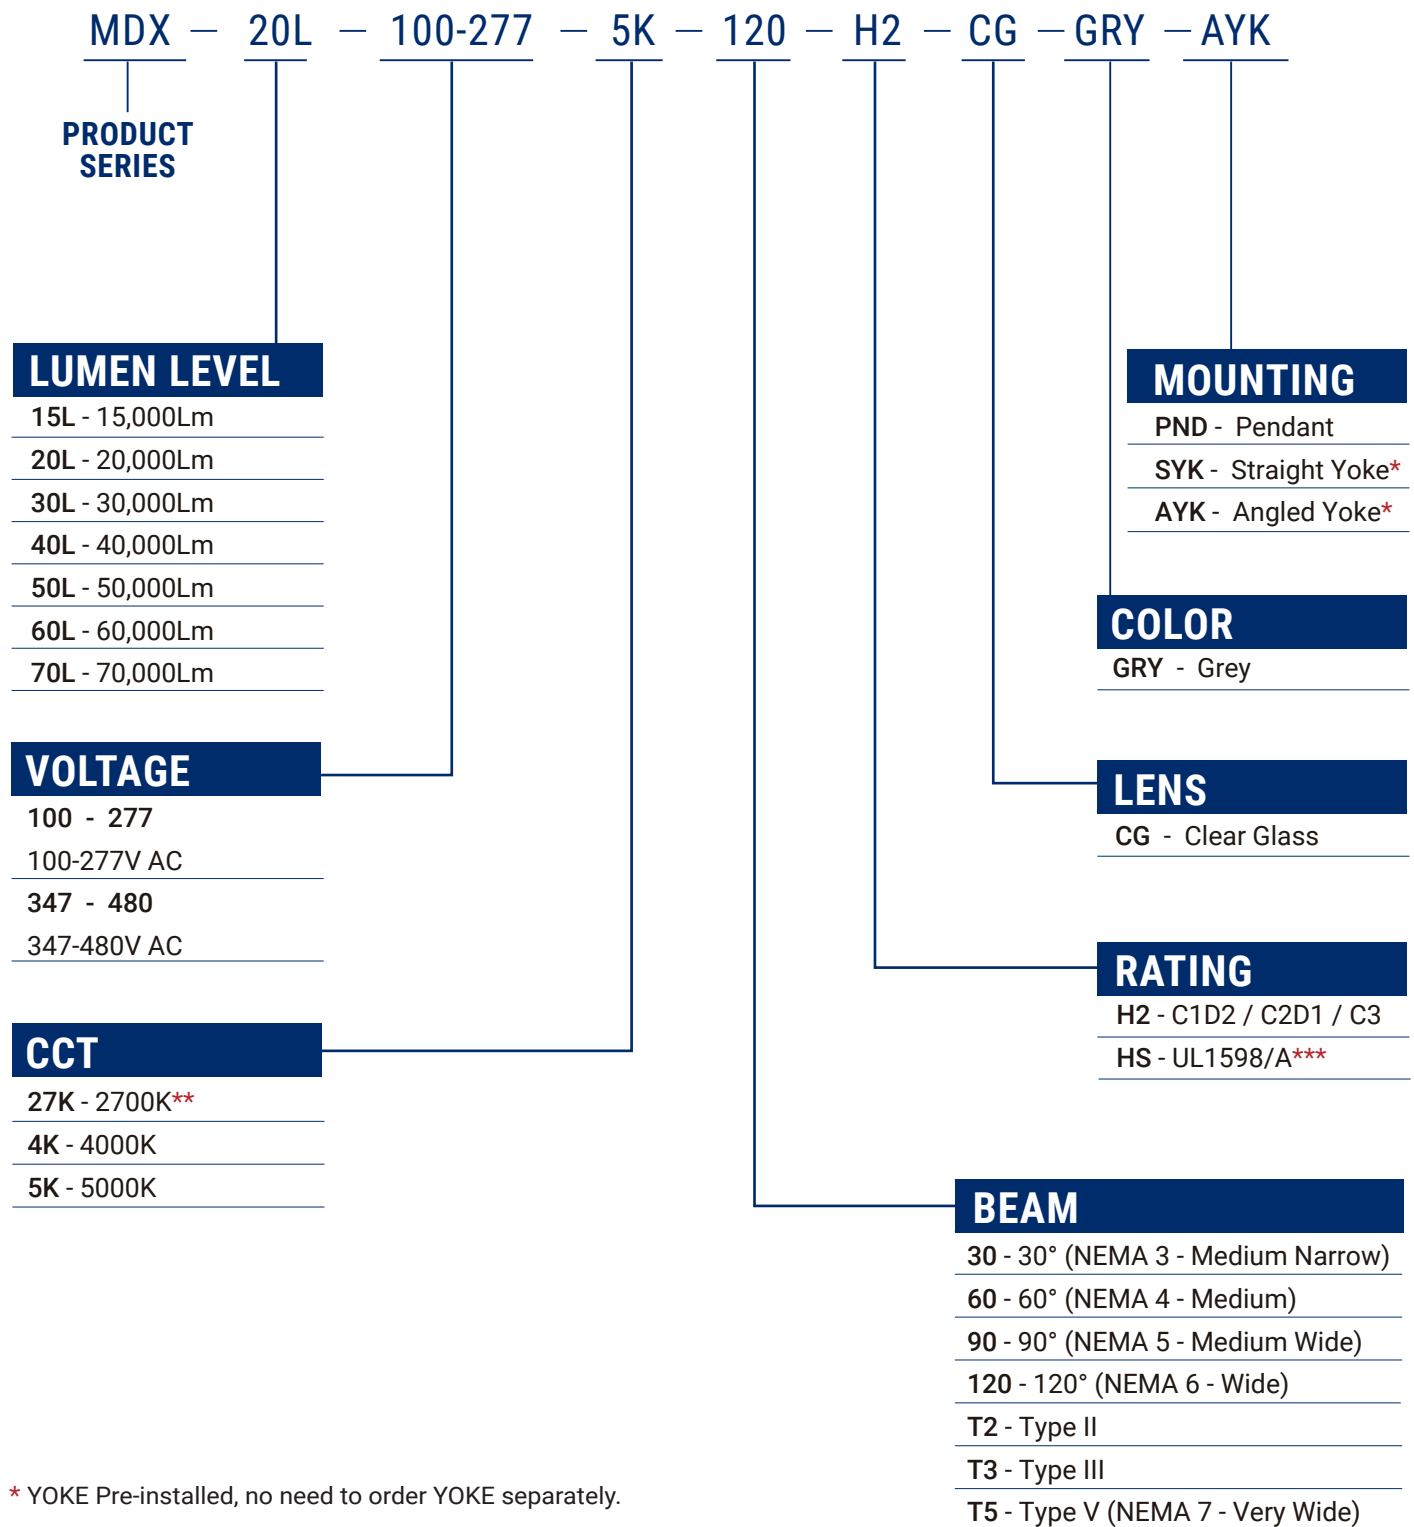 MDX — 20L — 100-277 — 5K — 120 — H2 — CG — GRY — AYK
PRODUCT
SERIES
LUMEN LEVEL
15L - 15,000Lm
20L - 20,000Lm
30L - 30,000Lm
40L - 40,000Lm
50L - 50,000Lm
60L - 60,000Lm
70L - 70,000Lm
VOLTAGE
100 - 277
100-277V AC
347 - 480
347-480V AC
CCT
27K - 2700K**
4K - 4000K
5K - 5000K
MOUNTING
PND - Pendant
SYK - Straight Yoke*
AYK - Angled Yoke*
COLOR
GRY - Grey
LENS
CG - Clear Glass
RATING
H2 - C1D2 / C2D1 / C3
HS - UL1598/A***
BEAM
30 - 30° (NEMA 3 - Medium Narrow)
60 - 60° (NEMA 4 - Medium)
90 - 90° (NEMA 5 - Medium Wide)
120 - 120° (NEMA 6 - Wide)
T2 - Type II
T3 - Type III
T5 - Type V (NEMA 7 - Very Wide)
* YOKE Pre-installed, no need to order YOKE separately.